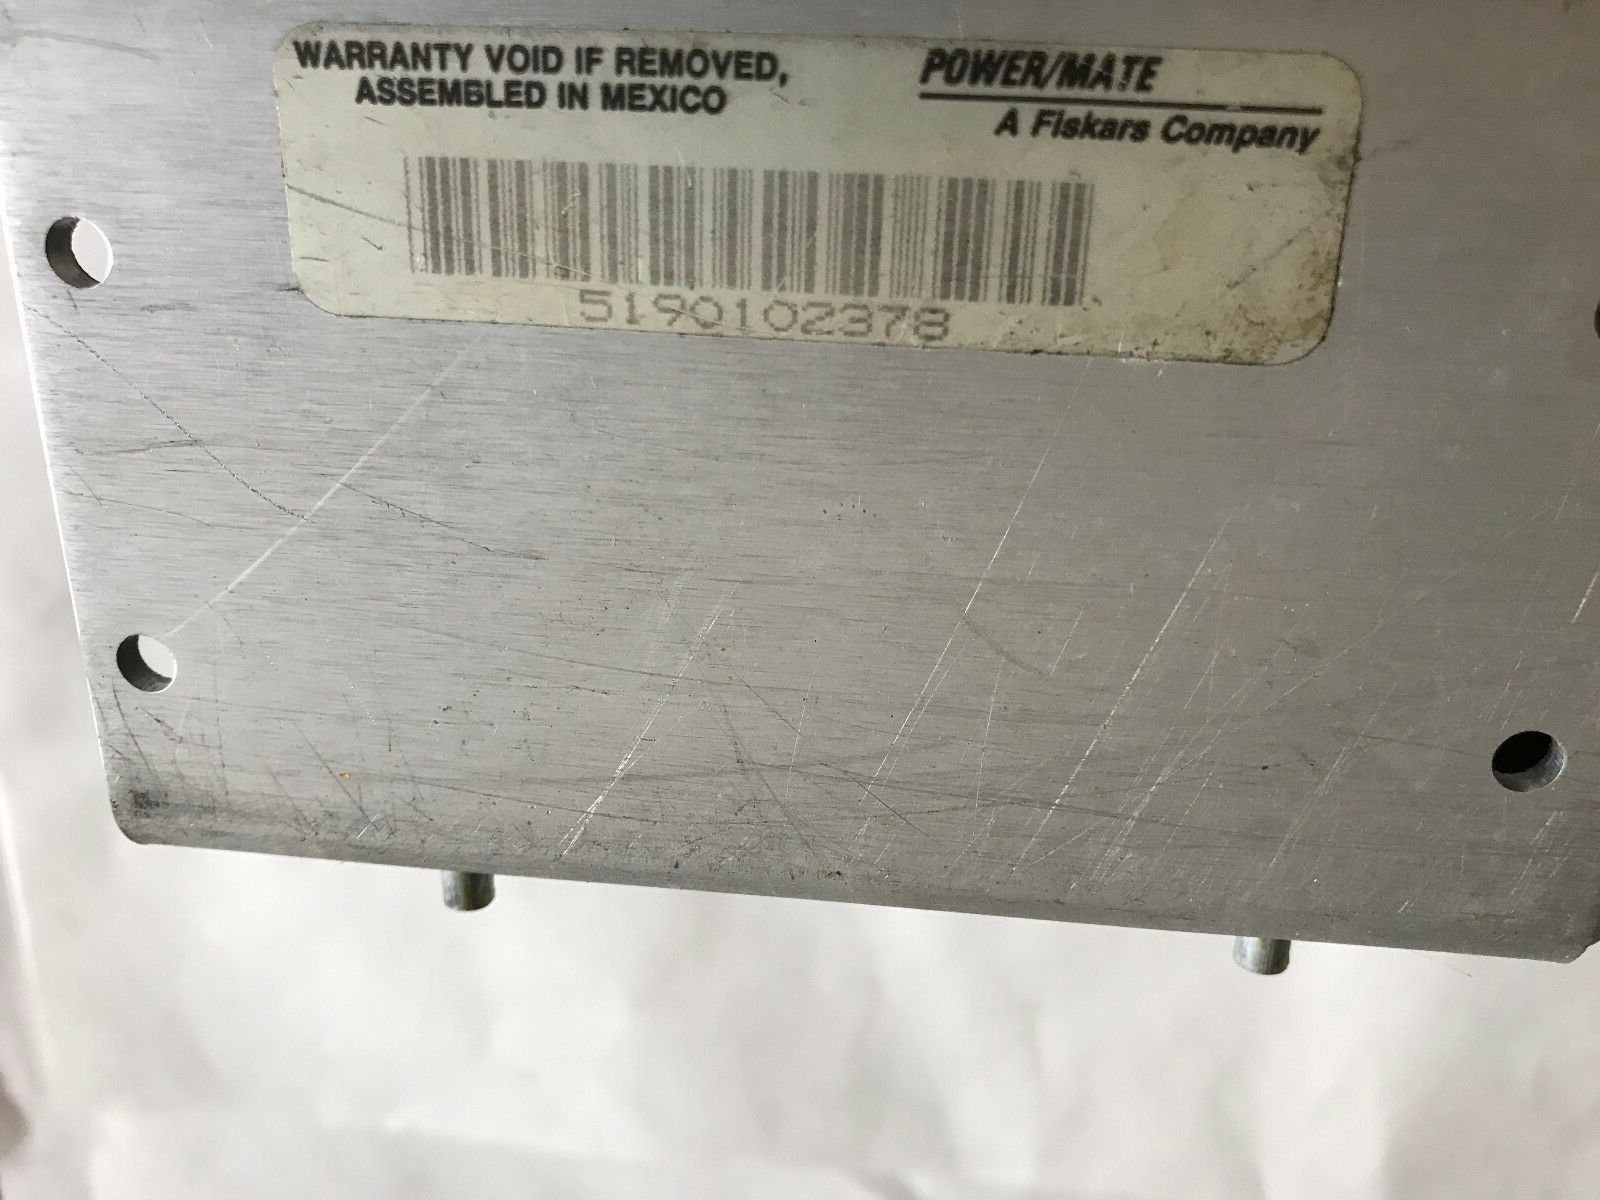 WARRANTY VOID IF REMOVED,
ASSEMBLED IN MEXICO
POWER/MATE
A Fiskars Company
5190102378